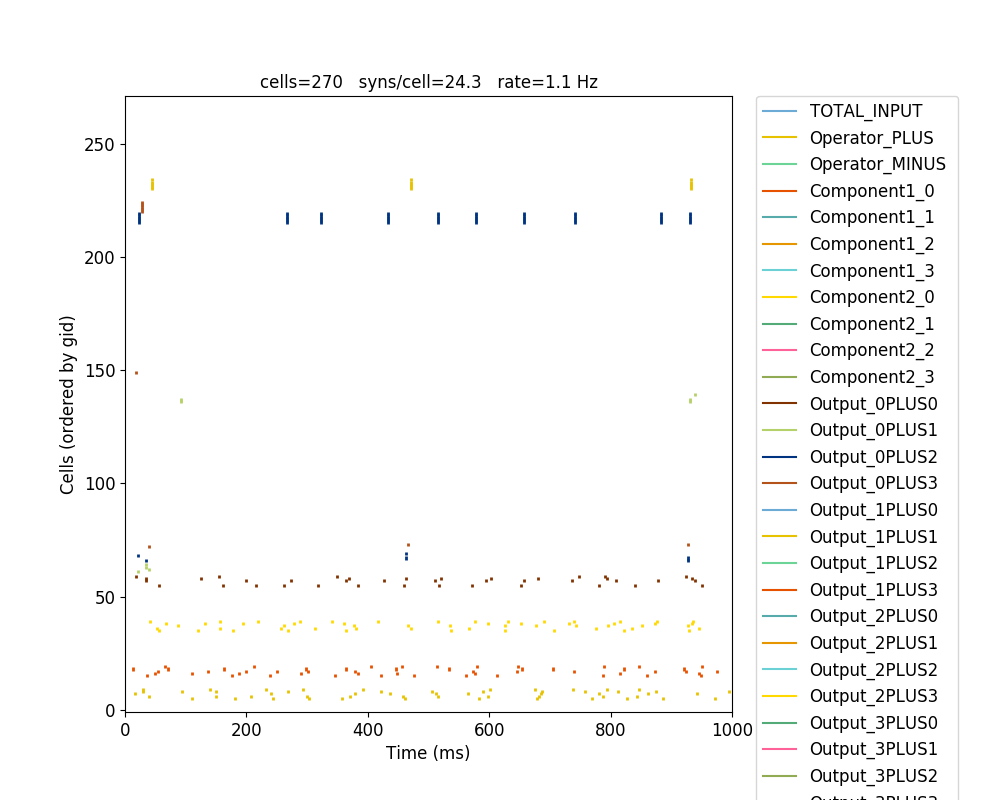 cells=270 syns/cell=24.3 rate=1.1 Hz
250
200
150
100
50
0
Cells (ordered by gid)
0 200 400 600 800 1000
Time (ms)
TOTAL_INPUT
Operator_PLUS
Operator_MINUS
Component1_0
Component1_1
Component1_2
Component1_3
Component2_0
Component2_1
Component2_2
Component2_3
Output_0PLUS0
Output_0PLUS1
Output_0PLUS2
Output_0PLUS3
Output_1PLUS0
Output_1PLUS1
Output_1PLUS2
Output_1PLUS3
Output_2PLUS0
Output_2PLUS1
Output_2PLUS2
Output_2PLUS3
Output_3PLUS0
Output_3PLUS1
Output_3PLUS2